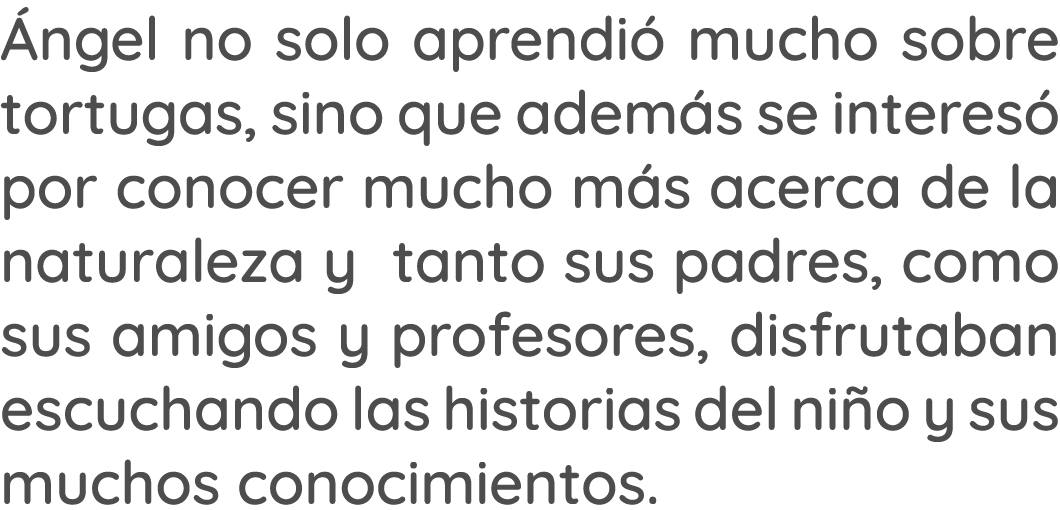 Ángel no solo aprendió mucho sobre
tortugas, sino que además se interesó
por conocer mucho más acerca de la
naturaleza y  tanto sus padres, como
sus amigos y profesores, disfrutaban
escuchando las historias del niño y sus
muchos conocimientos.